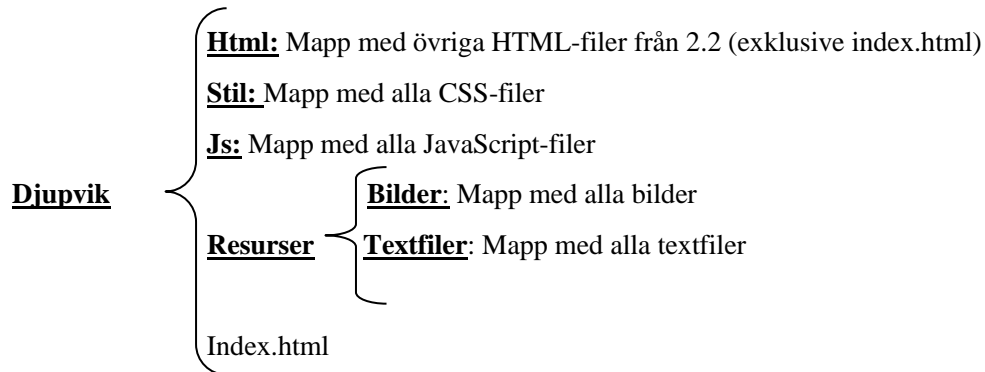 Html: Mapp med övriga HTML-filer från 2.2 (exklusive index.html)
Stil: Mapp med alla CSS-filer
Js: Mapp med alla JavaScript-filer
Djupvik
Bilder: Mapp med alla bilder
Resurser
Textfiler: Mapp med alla textfiler
Index.html